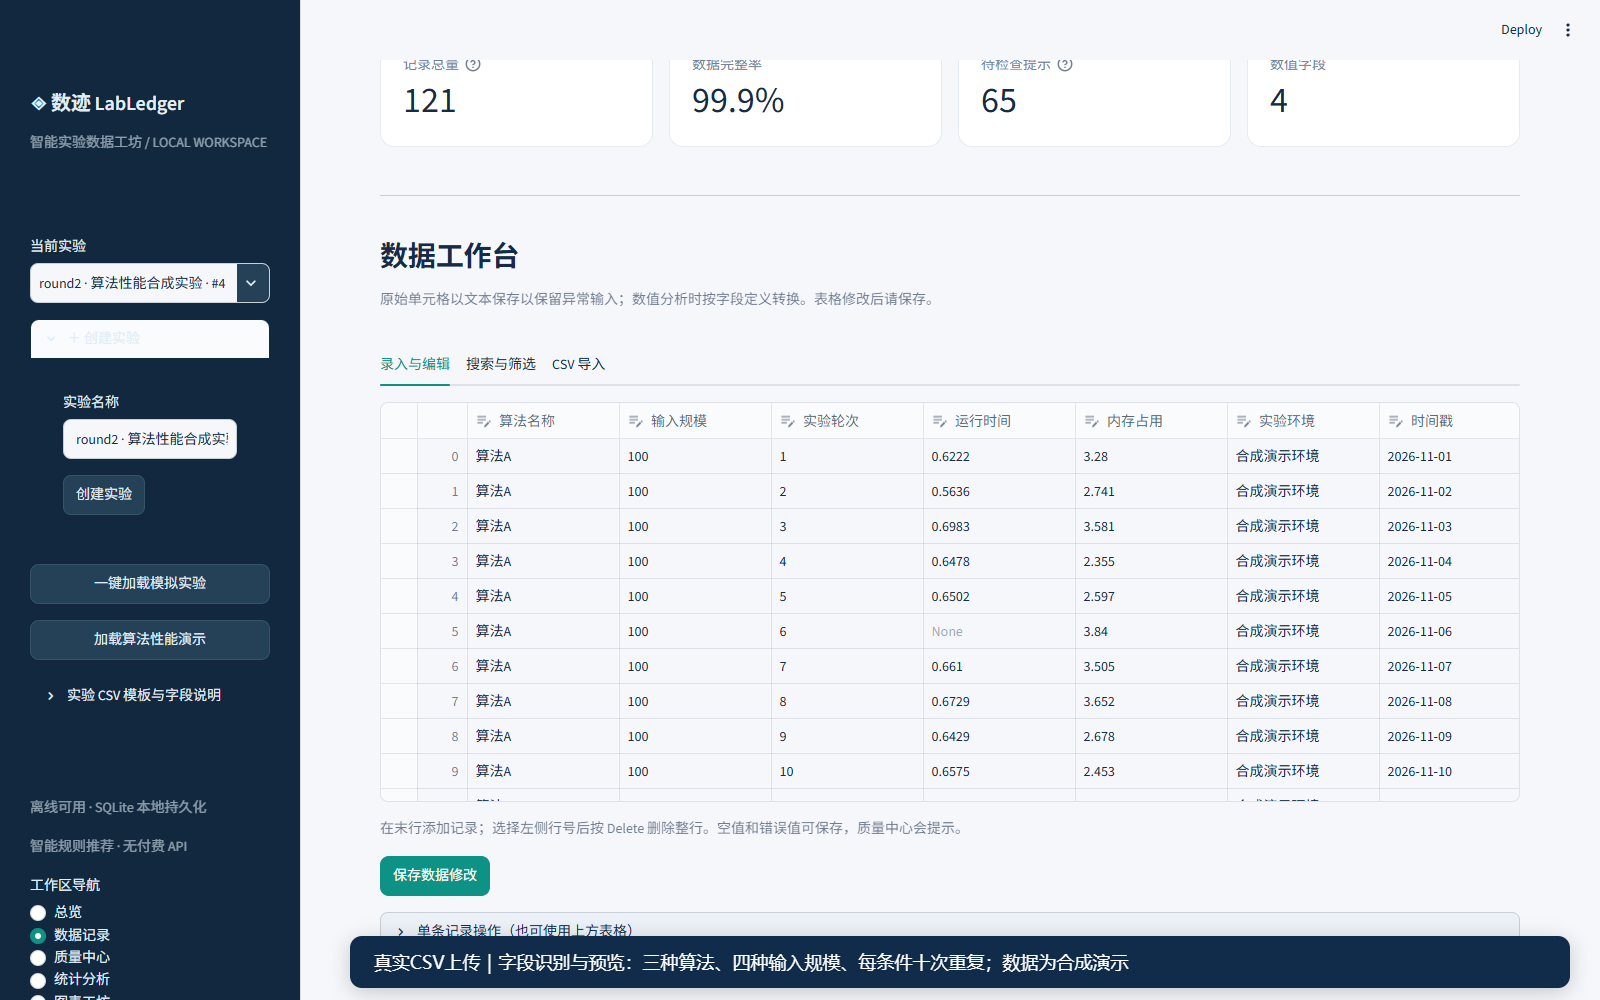 Deploy
数迹 LabLedger
智能实验数据工坊 / LOCAL WORKSPACE
当前实验
round2 · 算法性能合成实验 · #4
＋ 创建实验
实验名称
round2 · 算法性能合成实
创建实验
一键加载模拟实验
加载算法性能演示
实验 CSV 模板与字段说明
离线可用 · SQLite 本地持久化
智能规则推荐 · 无付费 API
工作区导航
总览
数据记录
质量中心
统计分析
记录总量 数据完整率 待检查提示 数值字段
121 99.9% 65 4
数据工作台
原始单元格以文本保存以保留异常输入；数值分析时按字段定义转换。表格修改后请保存。
录入与编辑 搜索与筛选 CSV 导入
算法名称 输入规模 实验轮次 运行时间 内存占用 实验环境 时间戳
0 算法A 100 1 0.6222 3.28 合成演示环境 2026-11-01
1 算法A 100 2 0.5636 2.741 合成演示环境 2026-11-02
2 算法A 100 3 0.6983 3.581 合成演示环境 2026-11-03
3 算法A 100 4 0.6478 2.355 合成演示环境 2026-11-04
4 算法A 100 5 0.6502 2.597 合成演示环境 2026-11-05
5 算法A 100 6 None 3.84 合成演示环境 2026-11-06
6 算法A 100 7 0.661 3.505 合成演示环境 2026-11-07
7 算法A 100 8 0.6729 3.652 合成演示环境 2026-11-08
8 算法A 100 9 0.6429 2.678 合成演示环境 2026-11-09
9 算法A 100 10 0.6575 2.453 合成演示环境 2026-11-10
在末行添加记录；选择左侧行号后按 Delete 删除整行。空值和错误值可保存，质量中心会提示。
保存数据修改
单条记录操作（也可使用上方表格）
真实CSV上传 | 字段识别与预览：三种算法、四种输入规模、每条件十次重复；数据为合成演示